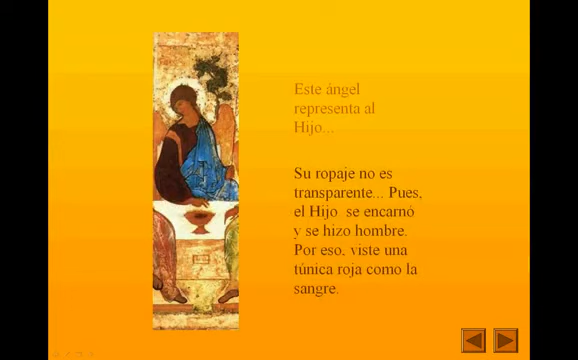 Este ángel
representa al
Hijo...
Su ropaje no es
transparente... Pues,
el Hijo se encarnó
y se hizo hombre.
Por eso, viste una
túnica roja como la
sangre.